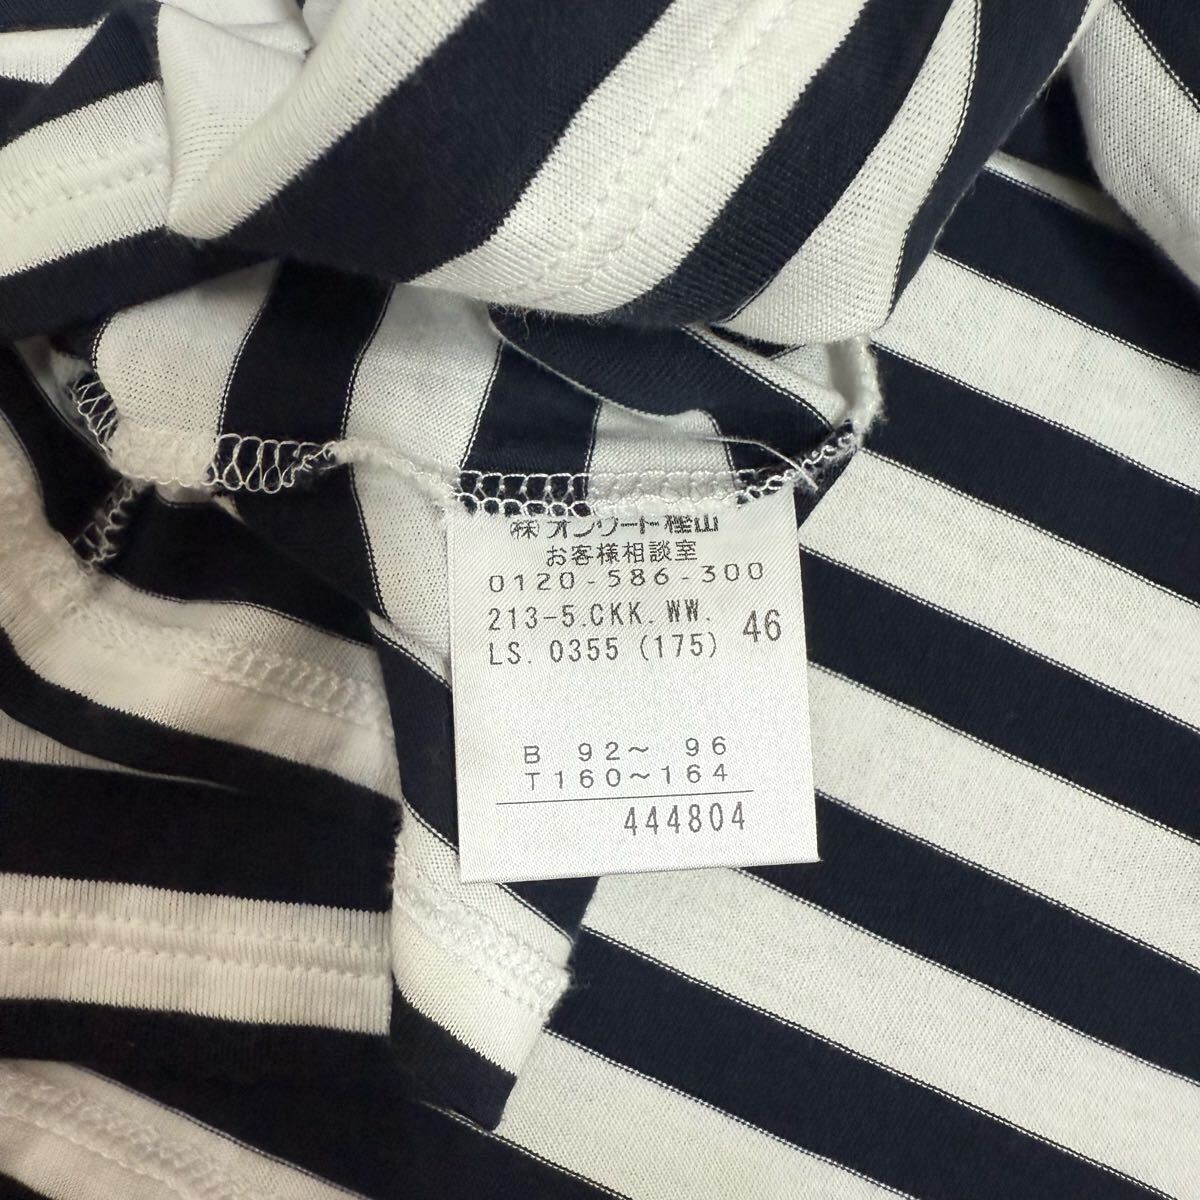 ㈱オンワード樫山
お客様相談室
0120-586-300
213-5.CKK.WW.
LS. 0355 (175) 46
B 92～ 96
T160～164
444804